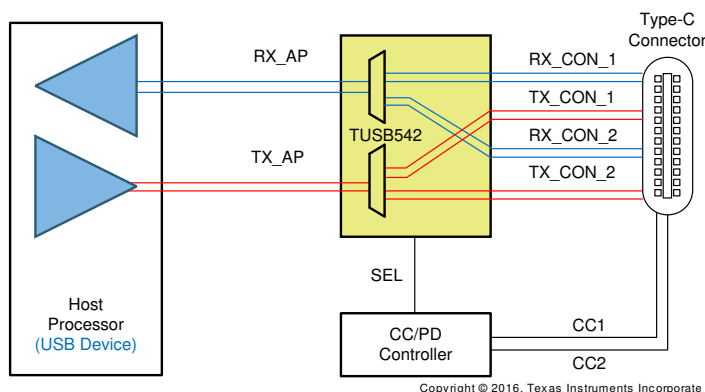 Type-C
Connector
RX_AP
RX_CON_1
TX_CON_1
TUSB542
RX_CON_2
TX_AP
TX_CON_2
SEL
Host
Processor
(USB Device)
CC/PD
Controller
CC1
CC2
Copyright © 2016, Texas Instruments Incorporate